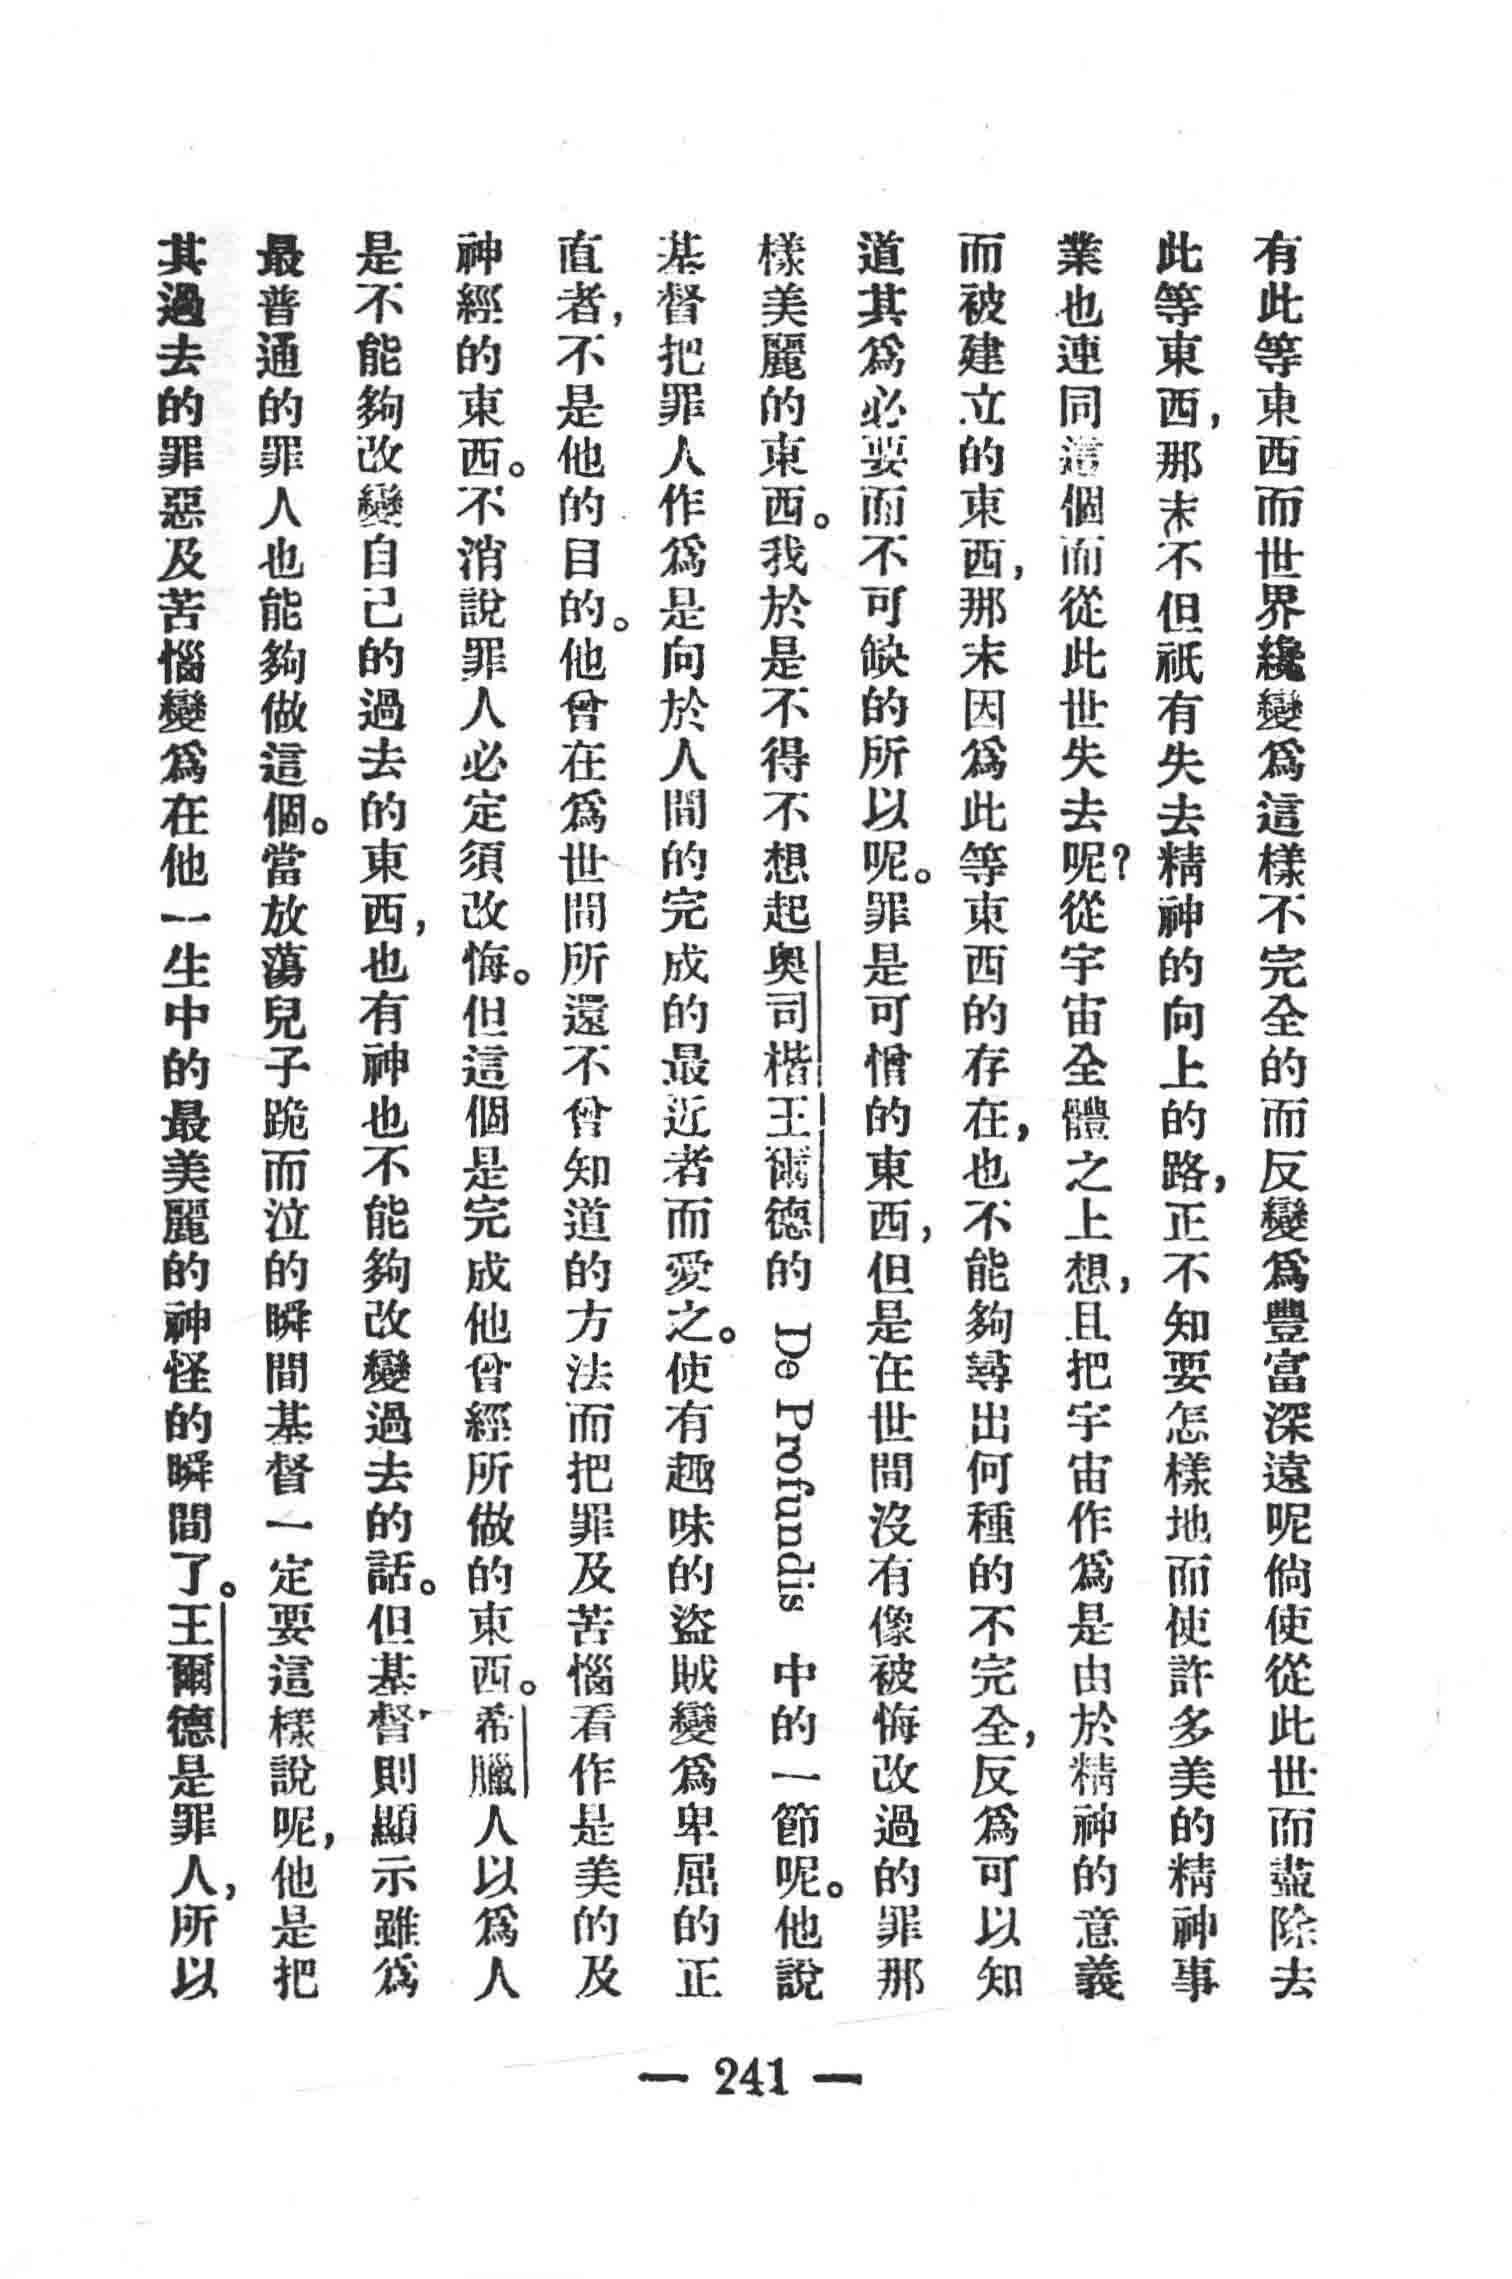 有此等東西而世界纔變爲這樣不完全的而反變爲豐富深遠呢倘使從此世而盡除去
此等東西，那末不但祇有失去精神的向上的路，正不知要怎樣地而使許多美的精神事
業也連同這個而從此世失去呢？從宇宙全體之上想，且把宇宙作爲是由於精神的意義
而被建立的東西，那末因爲此等東西的存在，也不能夠尋出何種的不完全，反爲可以知
道其爲必要而不可缺的所以呢。罪是可憎的東西，但是在世間沒有像被悔改過的罪那
樣美麗的東西。我於是不得不想起奥司楷王爾德的 De Profundis 中的一節呢。他說
基督把罪人作爲是向於人間的完成的最近者而愛之。使有趣味的盜賊變爲卑屈的正
直者，不是他的目的。他曾在爲世間所還不曾知道的方法而把罪及苦惱看作是美的及
神經的東西。不消說罪人必定須改悔。但這個是完成他曾經所做的東西。希臘人以爲人
是不能夠改變自己的過去的東西，也有神也不能夠改變過去的話。但基督則顯示雖爲
最普通的罪人也能夠做這個。當放蕩兒子跪而泣的瞬間基督一定要這樣說呢，他是把
其過去的罪惡及苦惱變爲在他一生中的最美麗的神怪的瞬間了。王爾德是罪人，所以
— 241 —